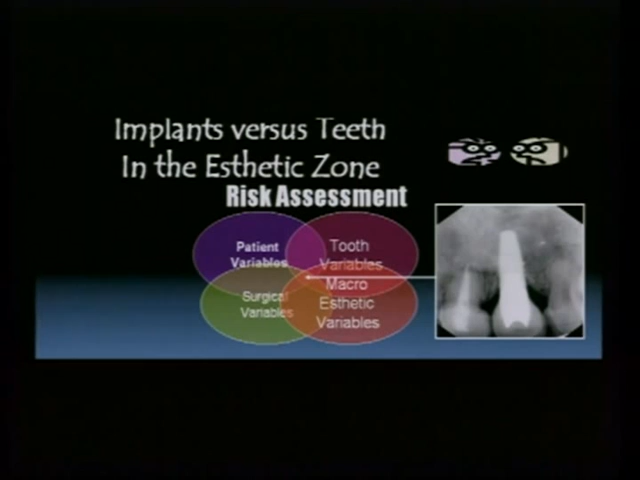 Implants versus Teeth
In the Esthetic Zone
Risk Assessment
Patient
Variables
Tooth
Variables
Surgical
Variables
Macro
Esthetic
Variables